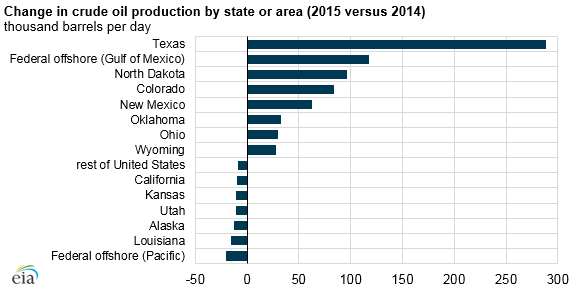 Change in crude oil production by state or area (2015 versus 2014)
thousand barrels per day
Texas
Federal offshore (Gulf of Mexico)
North Dakota
Colorado
New Mexico
Oklahoma
Ohio
Wyoming
rest of United States
California
Kansas
Utah
Alaska
Louisiana
Federal offshore (Pacific)
-50 0 50 100 150 200 250 300
eia